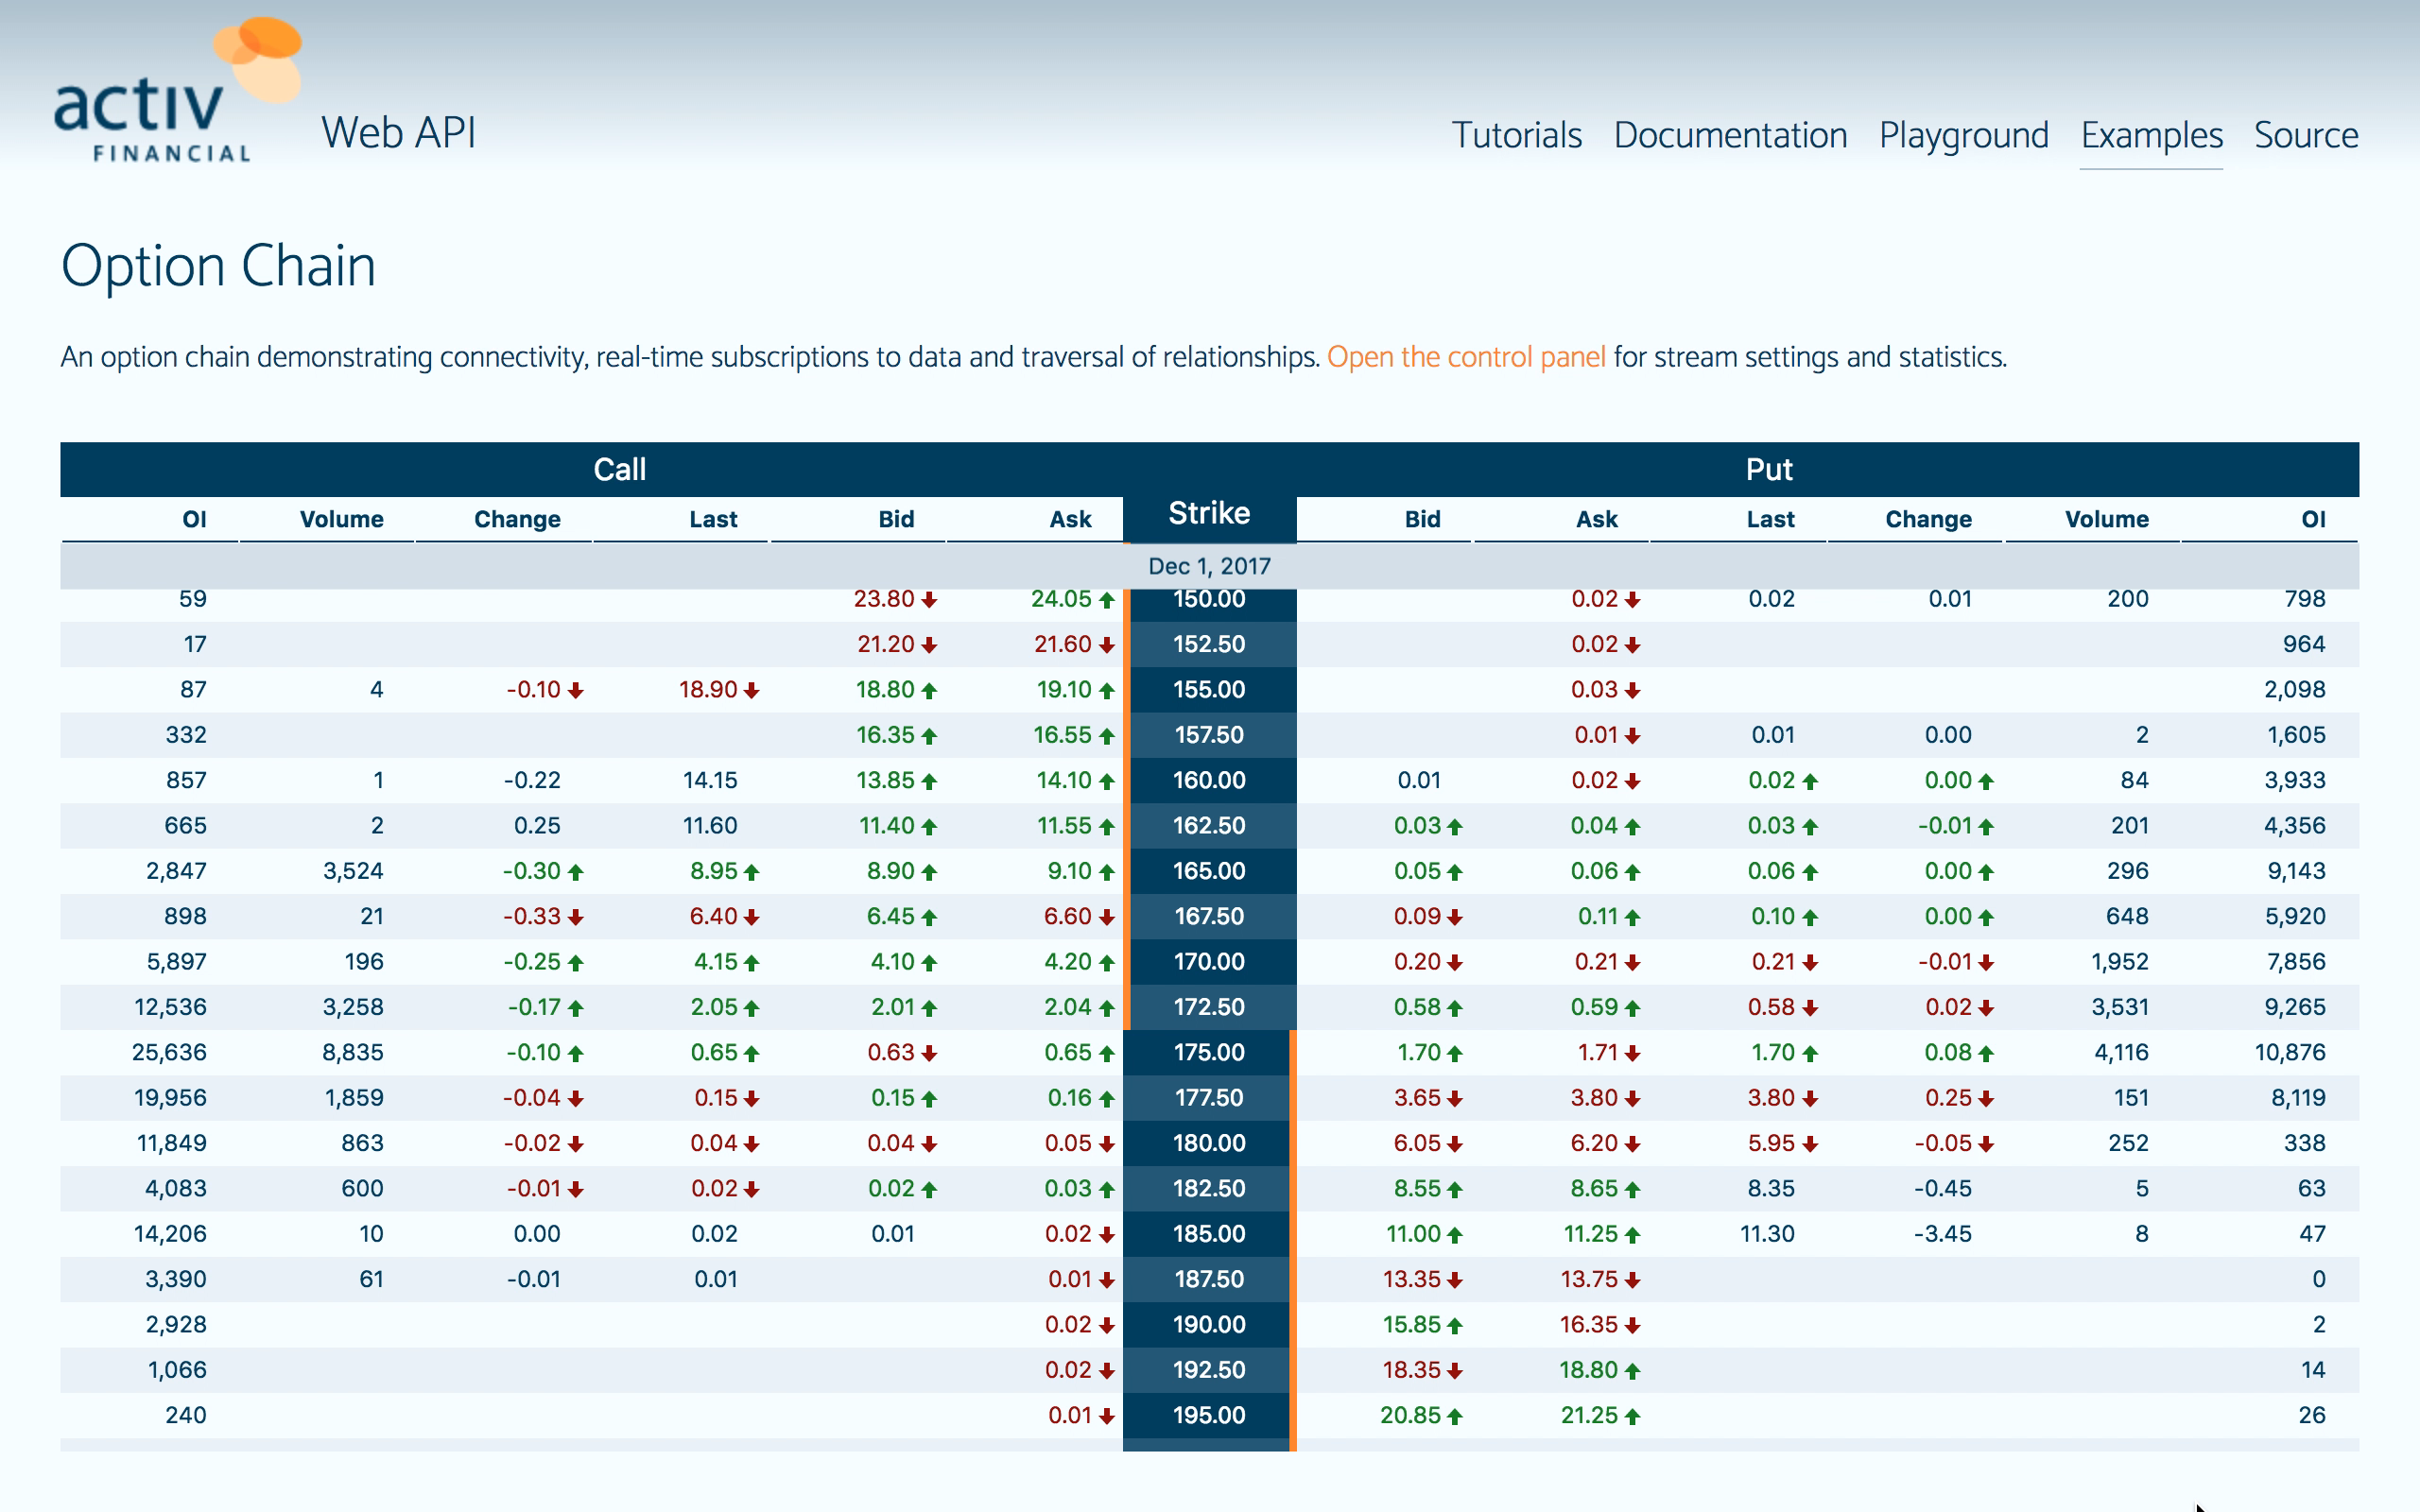 activ
FINANCIAL
Web API
Tutorials Documentation Playground Examples Source
Option Chain
An option chain demonstrating connectivity, real-time subscriptions to data and traversal of relationships. Open the control panel for stream settings and statistics.
Call Put
OI Volume Change Last Bid Ask Strike Bid Ask Last Change Volume OI
Dec 1, 2017
59 23.80 24.05 150.00 0.02 0.02 0.01 200 798
17 21.20 21.60 152.50 0.02 964
87 4 -0.10 18.90 18.80 19.10 155.00 0.03 2,098
332 16.35 16.55 157.50 0.01 0.01 0.00 2 1,605
857 1 -0.22 14.15 13.85 14.10 160.00 0.01 0.02 0.02 0.00 84 3,933
665 2 0.25 11.60 11.40 11.55 162.50 0.03 0.04 0.03 -0.01 201 4,356
2,847 3,524 -0.30 8.95 8.90 9.10 165.00 0.05 0.06 0.06 0.00 296 9,143
898 21 -0.33 6.40 6.45 6.60 167.50 0.09 0.11 0.10 0.00 648 5,920
5,897 196 -0.25 4.15 4.10 4.20 170.00 0.20 0.21 0.21 -0.01 1,952 7,856
12,536 3,258 -0.17 2.05 2.01 2.04 172.50 0.58 0.59 0.58 0.02 3,531 9,265
25,636 8,835 -0.10 0.65 0.63 0.65 175.00 1.70 1.71 1.70 0.08 4,116 10,876
19,956 1,859 -0.04 0.15 0.15 0.16 177.50 3.65 3.80 3.80 0.25 151 8,119
11,849 863 -0.02 0.04 0.04 0.05 180.00 6.05 6.20 5.95 -0.05 252 338
4,083 600 -0.01 0.02 0.02 0.03 182.50 8.55 8.65 8.35 -0.45 5 63
14,206 10 0.00 0.02 0.01 0.02 185.00 11.00 11.25 11.30 -3.45 8 47
3,390 61 -0.01 0.01 0.01 187.50 13.35 13.75 0
2,928 0.02 190.00 15.85 16.35 2
1,066 0.02 192.50 18.35 18.80 14
240 0.01 195.00 20.85 21.25 26